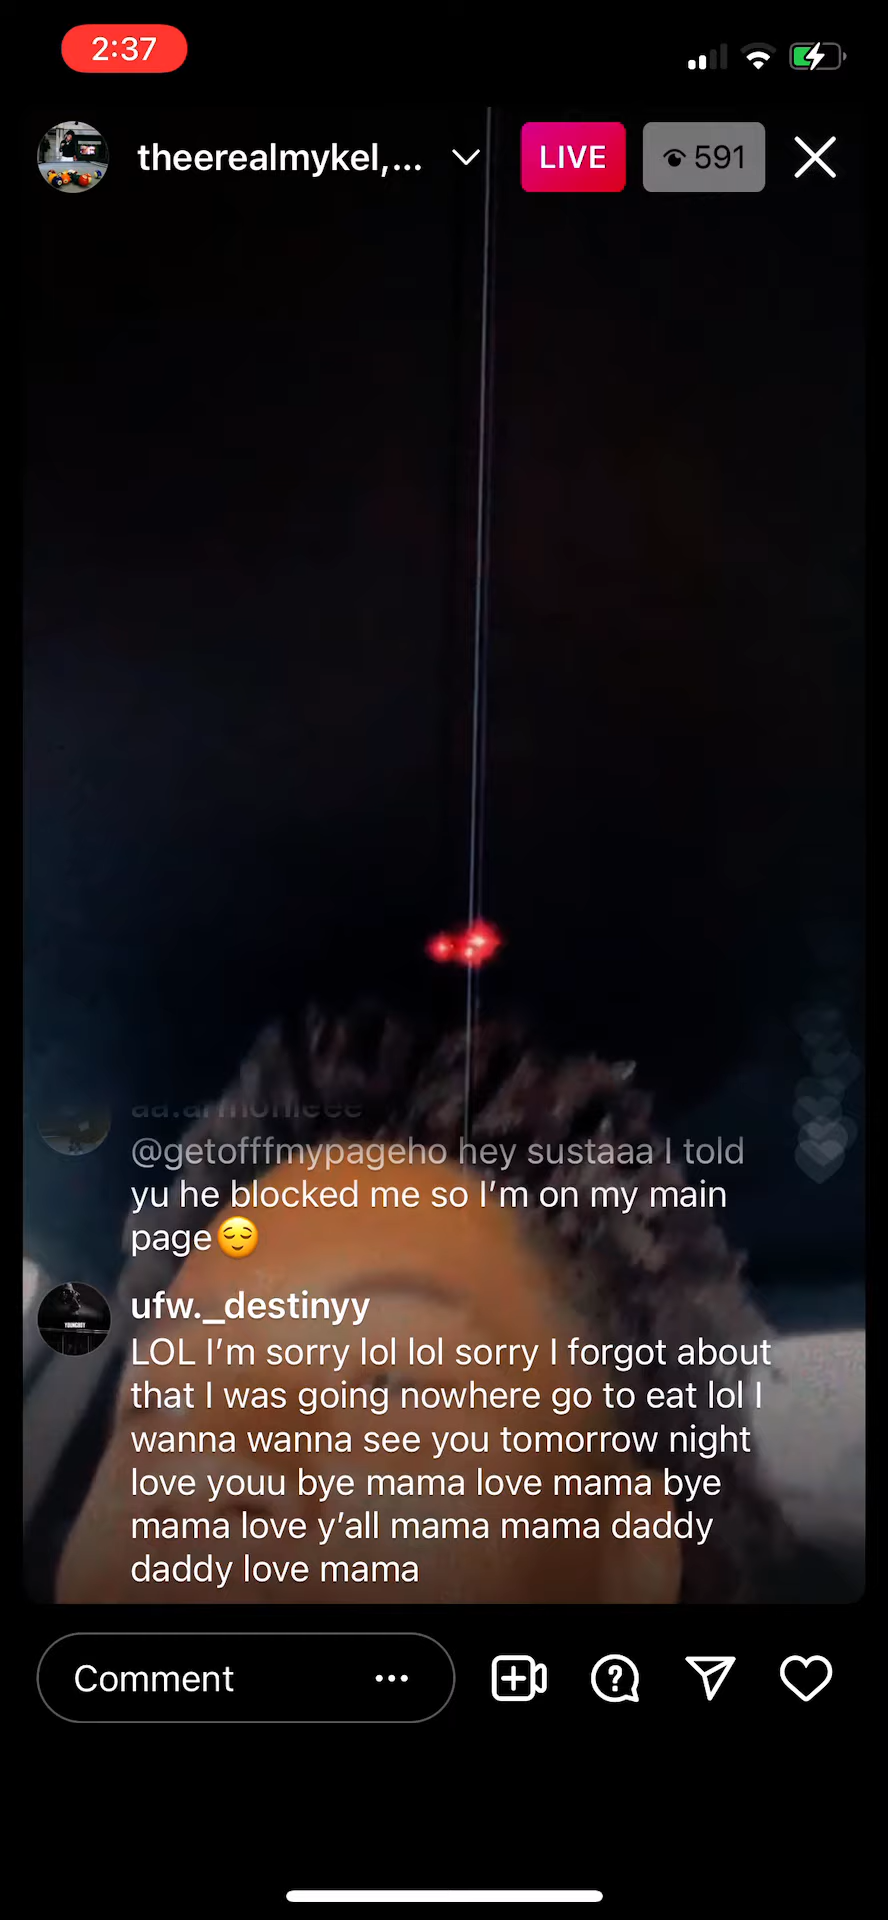 2:37
theerealmykel,...
LIVE
591
aa.armonieee
@getofffmypageho hey sustaaa I told
yu he blocked me so I'm on my main
page😌
ufw._destinyy
LOL I'm sorry lol lol sorry I forgot about
that I was going nowhere go to eat lol I
wanna wanna see you tomorrow night
love youu bye mama love mama bye
mama love y'all mama mama daddy
daddy love mama
Comment